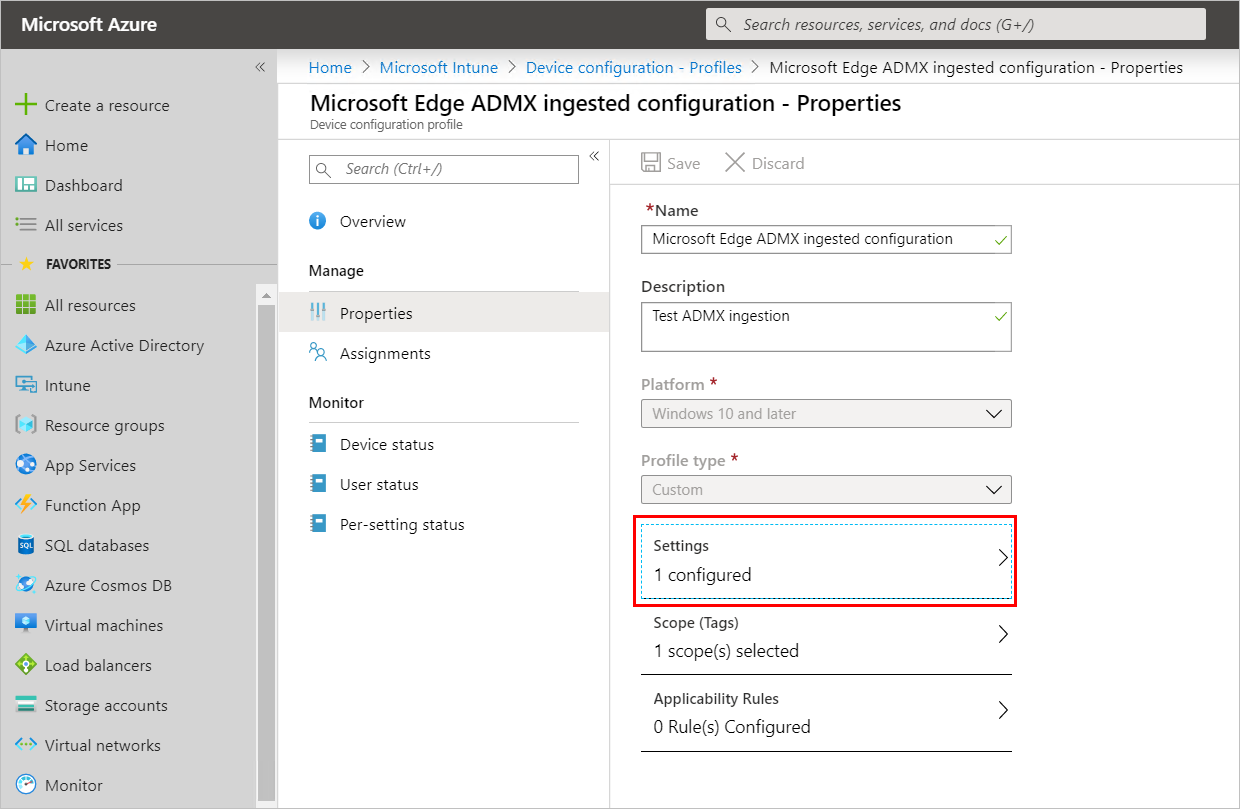 Microsoft Azure
Search resources, services, and docs (G+/)
«
Home > Microsoft Intune > Device configuration - Profiles > Microsoft Edge ADMX ingested configuration - Properties
Create a resource
Home
Dashboard
All services
FAVORITES
All resources
Azure Active Directory
Intune
Resource groups
App Services
Function App
SQL databases
Azure Cosmos DB
Virtual machines
Load balancers
Storage accounts
Virtual networks
Monitor
Microsoft Edge ADMX ingested configuration - Properties
Device configuration profile
Search (Ctrl+/)
«
Overview
Manage
Properties
Assignments
Monitor
Device status
User status
Per-setting status
Save
Discard
*Name
Microsoft Edge ADMX ingested configuration
Description
Test ADMX ingestion
Platform *
Windows 10 and later
Profile type *
Custom
Settings
1 configured
Scope (Tags)
1 scope(s) selected
Applicability Rules
0 Rule(s) Configured